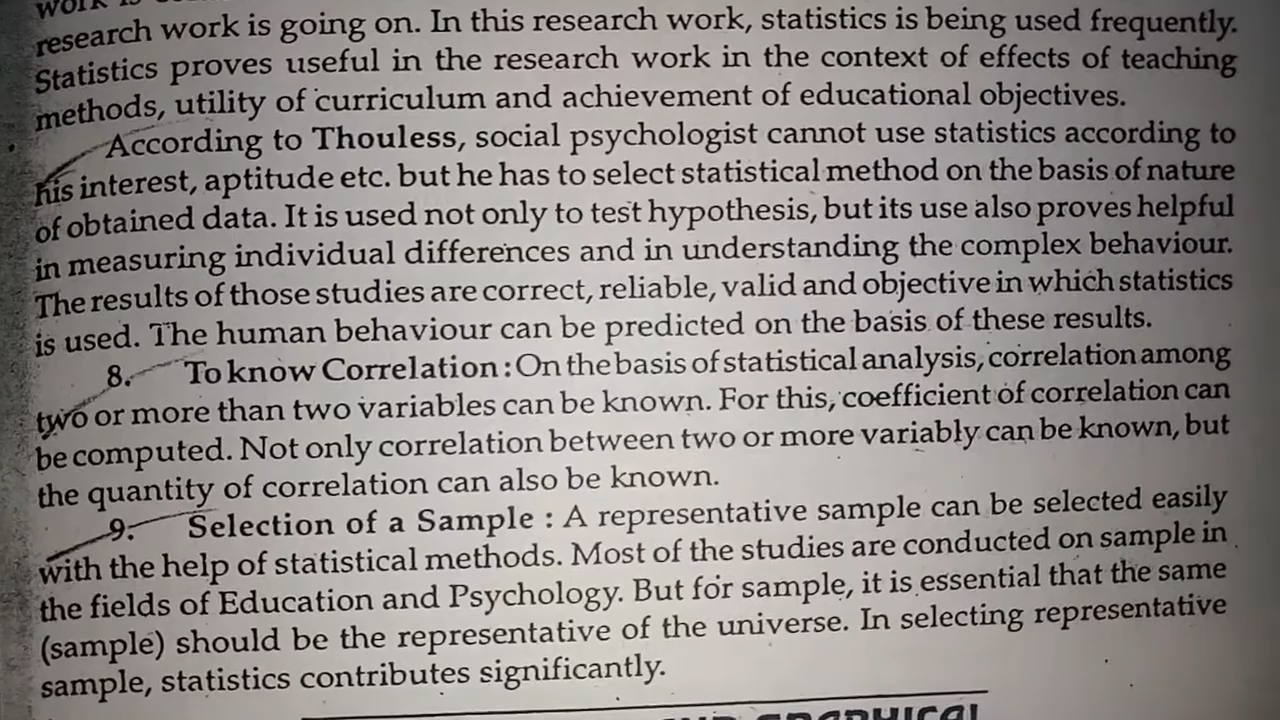 research work is going on. In this research work, statistics is being used frequently.
Statistics proves useful in the research work in the context of effects of teaching
methods, utility of curriculum and achievement of educational objectives.
According to Thouless, social psychologist cannot use statistics according to
his interest, aptitude etc. but he has to select statistical method on the basis of nature
of obtained data. It is used not only to test hypothesis, but its use also proves helpful
in measuring individual differences and in understanding the complex behaviour.
The results of those studies are correct, reliable, valid and objective in which statistics
is used. The human behaviour can be predicted on the basis of these results.
8. To know Correlation : On the basis of statistical analysis, correlation among
two or more than two variables can be known. For this, coefficient of correlation can
be computed. Not only correlation between two or more variably can be known, but
the quantity of correlation can also be known.
9. Selection of a Sample : A representative sample can be selected easily
with the help of statistical methods. Most of the studies are conducted on sample in
the fields of Education and Psychology. But for sample, it is essential that the same
(sample) should be the representative of the universe. In selecting representative
sample, statistics contributes significantly.